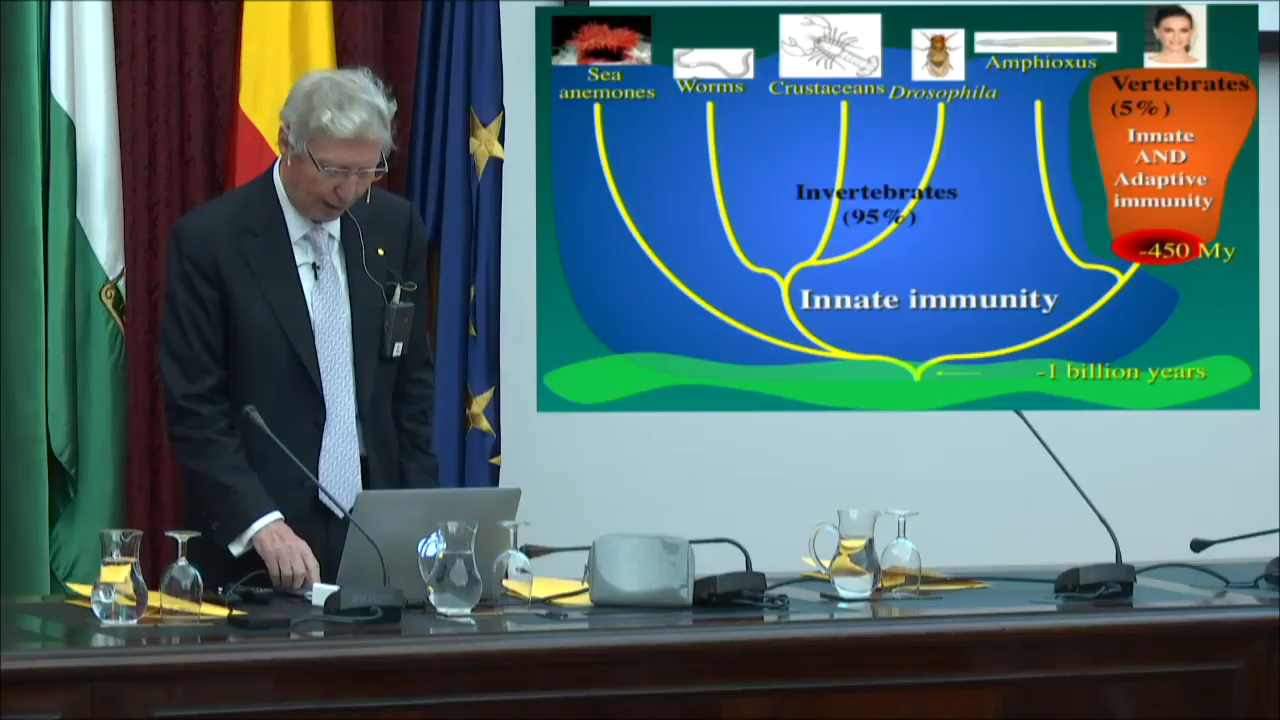 Sea
anemones
Worms
Crustaceans
Drosophila
Amphioxus
Vertebrates
(5%)
Innate
AND
Adaptive
immunity
-450 My
Invertebrates
(95%)
Innate immunity
-1 billion years